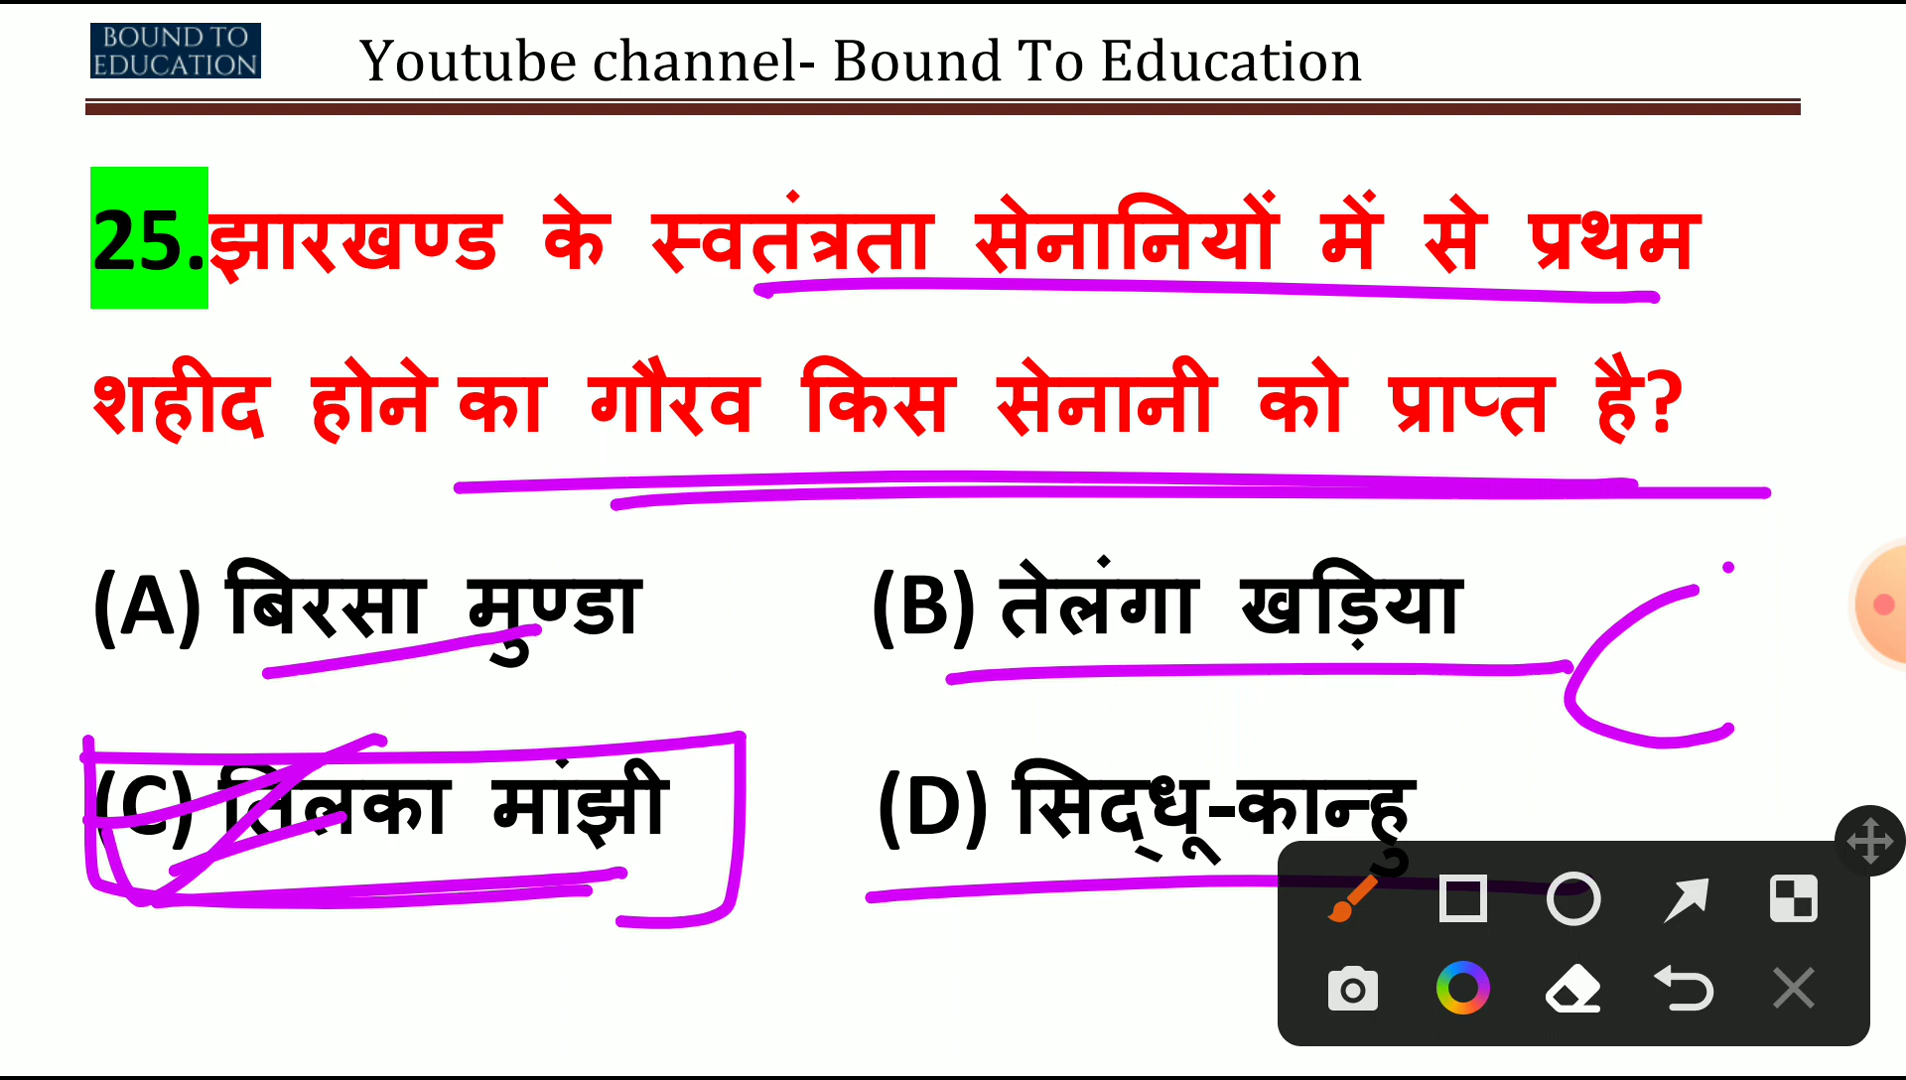 BOUND TO
EDUCATION
Youtube channel- Bound To Education
25.झारखण्ड के स्वतंत्रता सेनानियों में से प्रथम
शहीद होने का गौरव किस सेनानी को प्राप्त है?
(A) बिरसा मुण्डा (B) तेलंगा खड़िया
(C) तिलका मांझी (D) सिद्धू-कान्हु